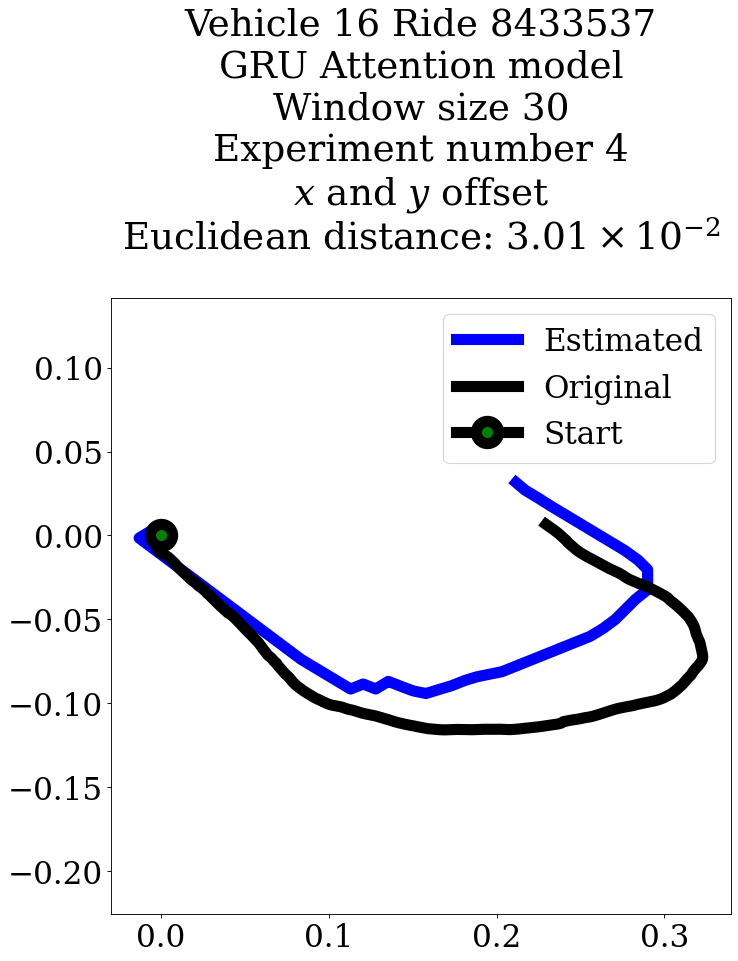 Vehicle 16 Ride 8433537
GRU Attention model
Window size 30
Experiment number 4
x and y offset
Euclidean distance: 3.01 × 10⁻²
Estimated
Original
Start
0.10
0.05
0.00
−0.05
−0.10
−0.15
−0.20
0.0 0.1 0.2 0.3